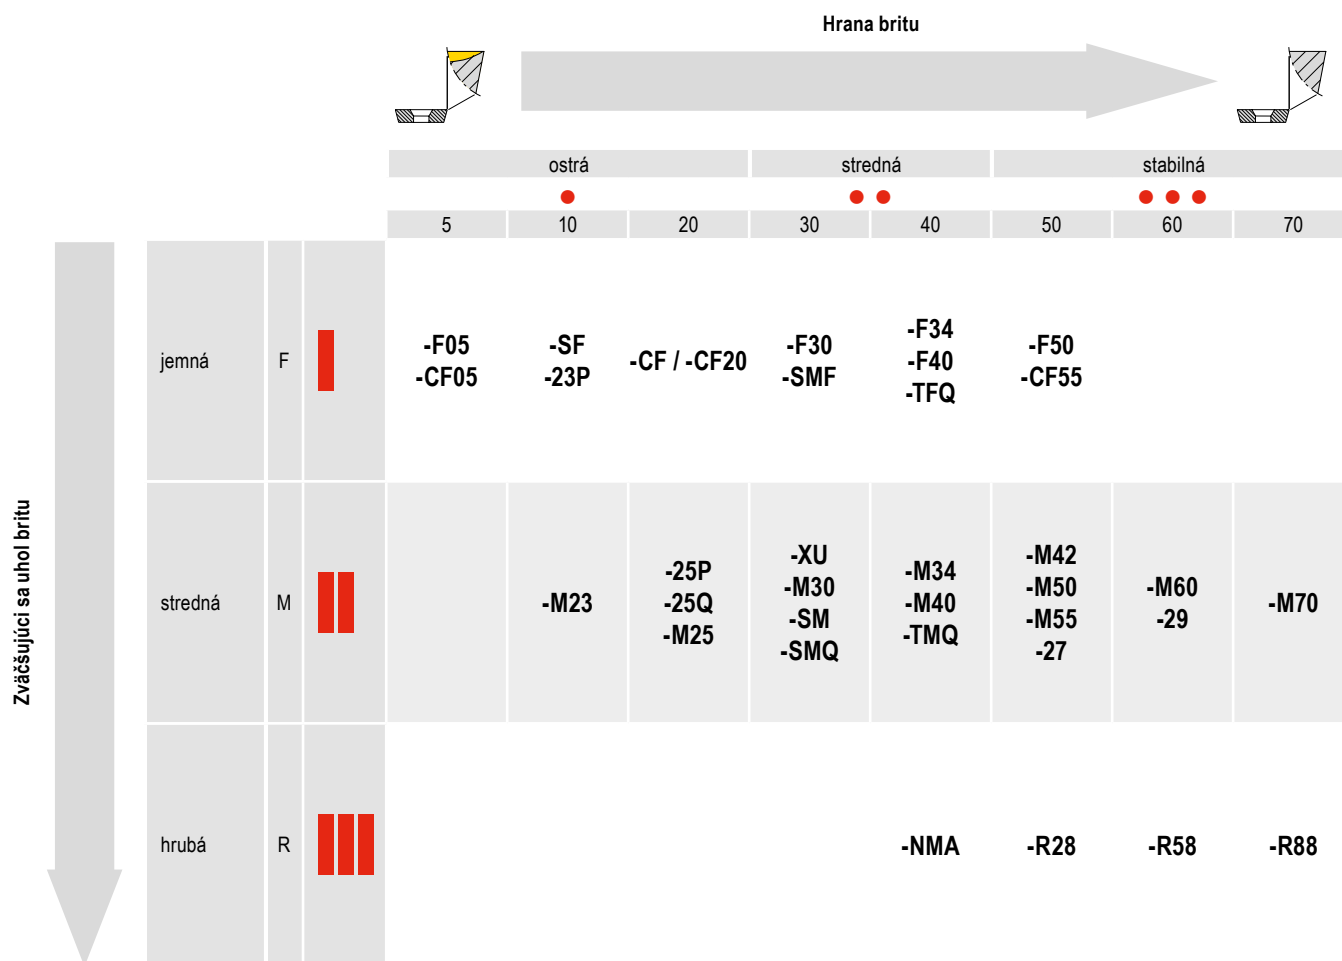 Hrana britu
ostrá stredná stabilná
5 10 20 30 40 50 60 70
Zväčšujúci sa uhol britu
jemná F
-F05
-CF05
-SF
-23P
-CF / -CF20
-F30
-SMF
-F34
-F40
-TFQ
-F50
-CF55
stredná M
-M23
-25P
-25Q
-M25
-XU
-M30
-SM
-SMQ
-M34
-M40
-TMQ
-M42
-M50
-M55
-27
-M60
-29
-M70
hrubá R
-NMA
-R28
-R58
-R88